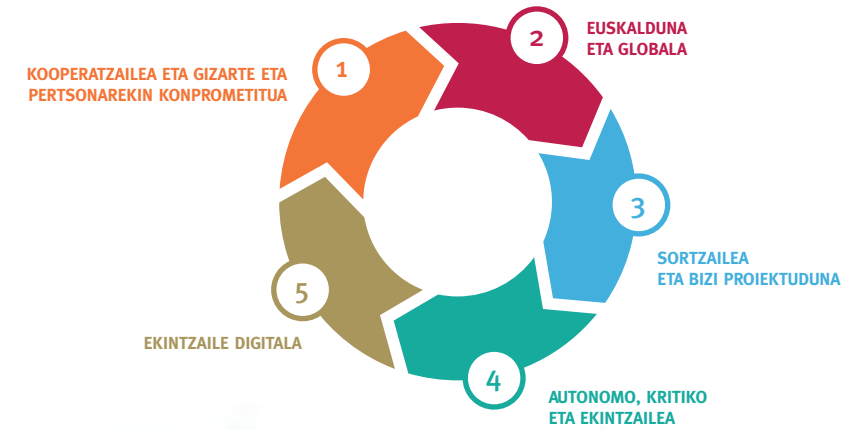 1
KOOPERATZAILEA ETA GIZARTE ETA
PERTSONAREKIN KONPROMETITUA
2
EUSKALDUNA
ETA GLOBALA
3
SORTZAILEA
ETA BIZI PROIEKTUDUNA
4
AUTONOMO, KRITIKO
ETA EKINTZAILEA
5
EKINTZAILE DIGITALA